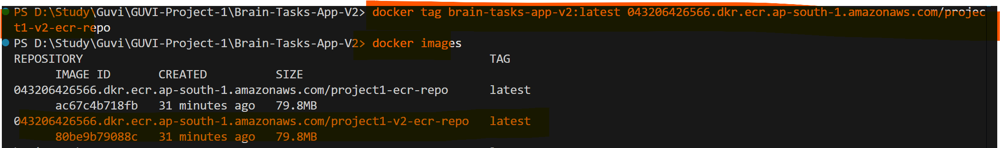 PS D:\Study\Guvi\GUVI-Project-1\Brain-Tasks-App-V2> docker tag brain-tasks-app-v2:latest 043206426566.dkr.ecr.ap-south-1.amazonaws.com/projec
t1-v2-ecr-repo
PS D:\Study\Guvi\GUVI-Project-1\Brain-Tasks-App-V2> docker images
REPOSITORY TAG
IMAGE ID CREATED SIZE
043206426566.dkr.ecr.ap-south-1.amazonaws.com/project1-ecr-repo latest
ac67c4b718fb 31 minutes ago 79.8MB
043206426566.dkr.ecr.ap-south-1.amazonaws.com/project1-v2-ecr-repo latest
80be9b79088c 31 minutes ago 79.8MB